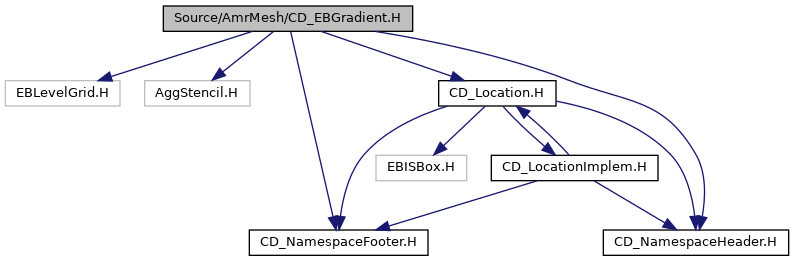 Source/AmrMesh/CD_EBGradient.H
EBLevelGrid.H
AggStencil.H
CD_Location.H
EBISBox.H
CD_LocationImplem.H
CD_NamespaceFooter.H
CD_NamespaceHeader.H